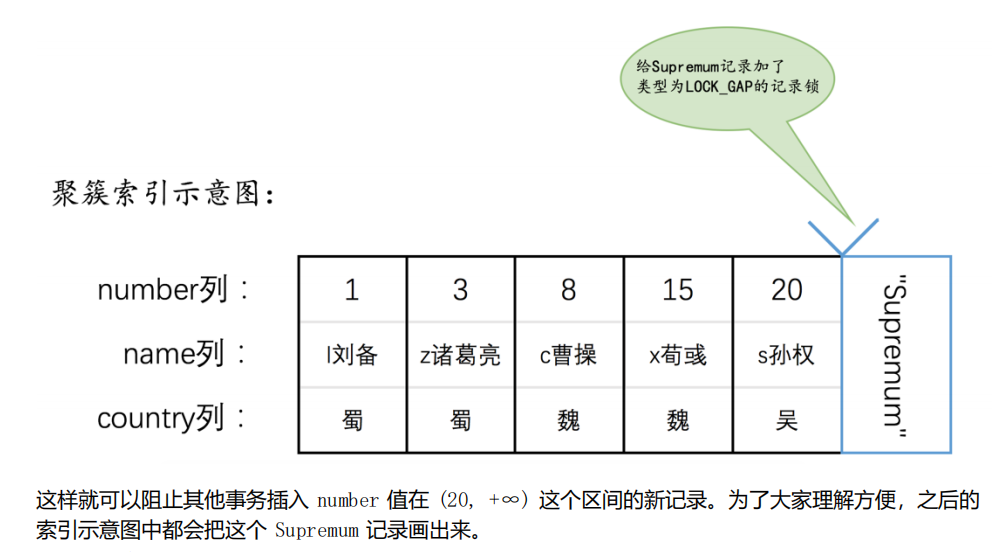 给Supremum记录加了
类型为LOCK_GAP的记录锁
聚簇索引示意图：
number列： 1 3 8 15 20 "Supremum"
name列： l刘备 z诸葛亮 c曹操 x荀彧 s孙权
country列： 蜀 蜀 魏 魏 吴
这样就可以阻止其他事务插入 number 值在 (20, +∞) 这个区间的新记录。为了大家理解方便，之后的
索引示意图中都会把这个 Supremum 记录画出来。